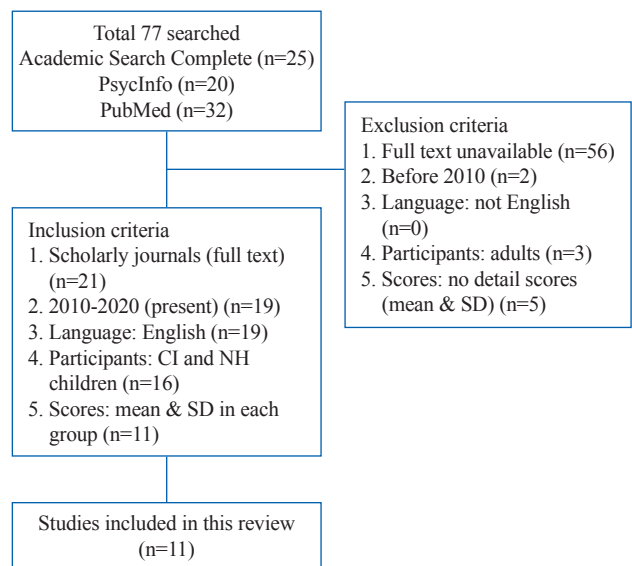 Total 77 searched
Academic Search Complete (n=25)
PsycInfo (n=20)
PubMed (n=32)
Exclusion criteria
1. Full text unavailable (n=56)
2. Before 2010 (n=2)
3. Language: not English
(n=0)
4. Participants: adults (n=3)
5. Scores: no detail scores
(mean & SD) (n=5)
Inclusion criteria
1. Scholarly journals (full text)
(n=21)
2. 2010-2020 (present) (n=19)
3. Language: English (n=19)
4. Participants: CI and NH
children (n=16)
5. Scores: mean & SD in each
group (n=11)
Studies included in this review
(n=11)